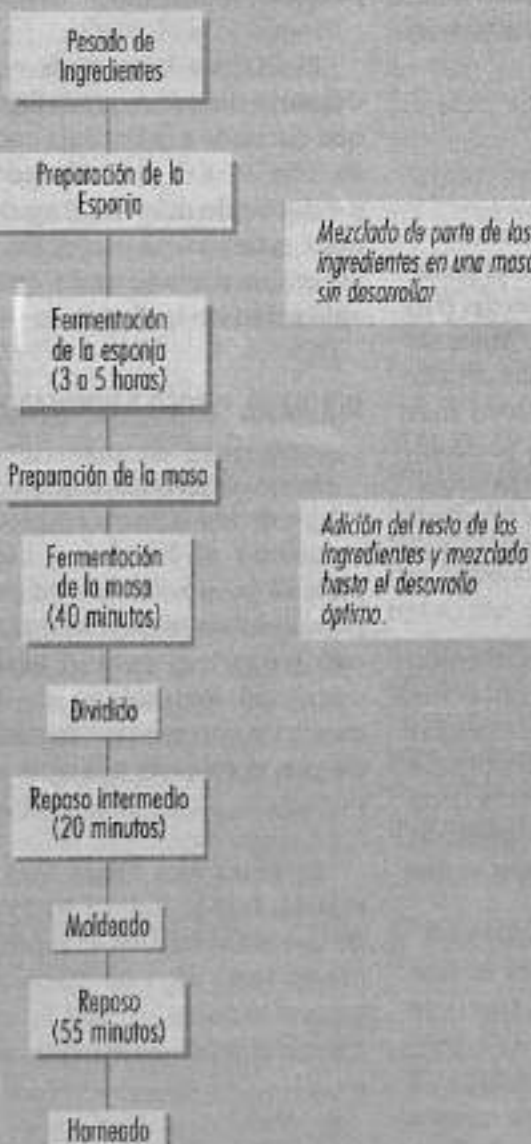 Pesado de
Ingredientes
Preparación de la
Esponja
Mezclado de parte de los
ingredientes en una masa
sin desarrollar
Fermentación
de la esponja
(3 a 5 horas)
Preparación de la masa
Adición del resto de los
ingredientes y mezclado
hasta el desarrollo
óptimo.
Fermentación
de la masa
(40 minutos)
Dividido
Reposo intermedio
(20 minutos)
Moldeado
Reposo
(55 minutos)
Horneado